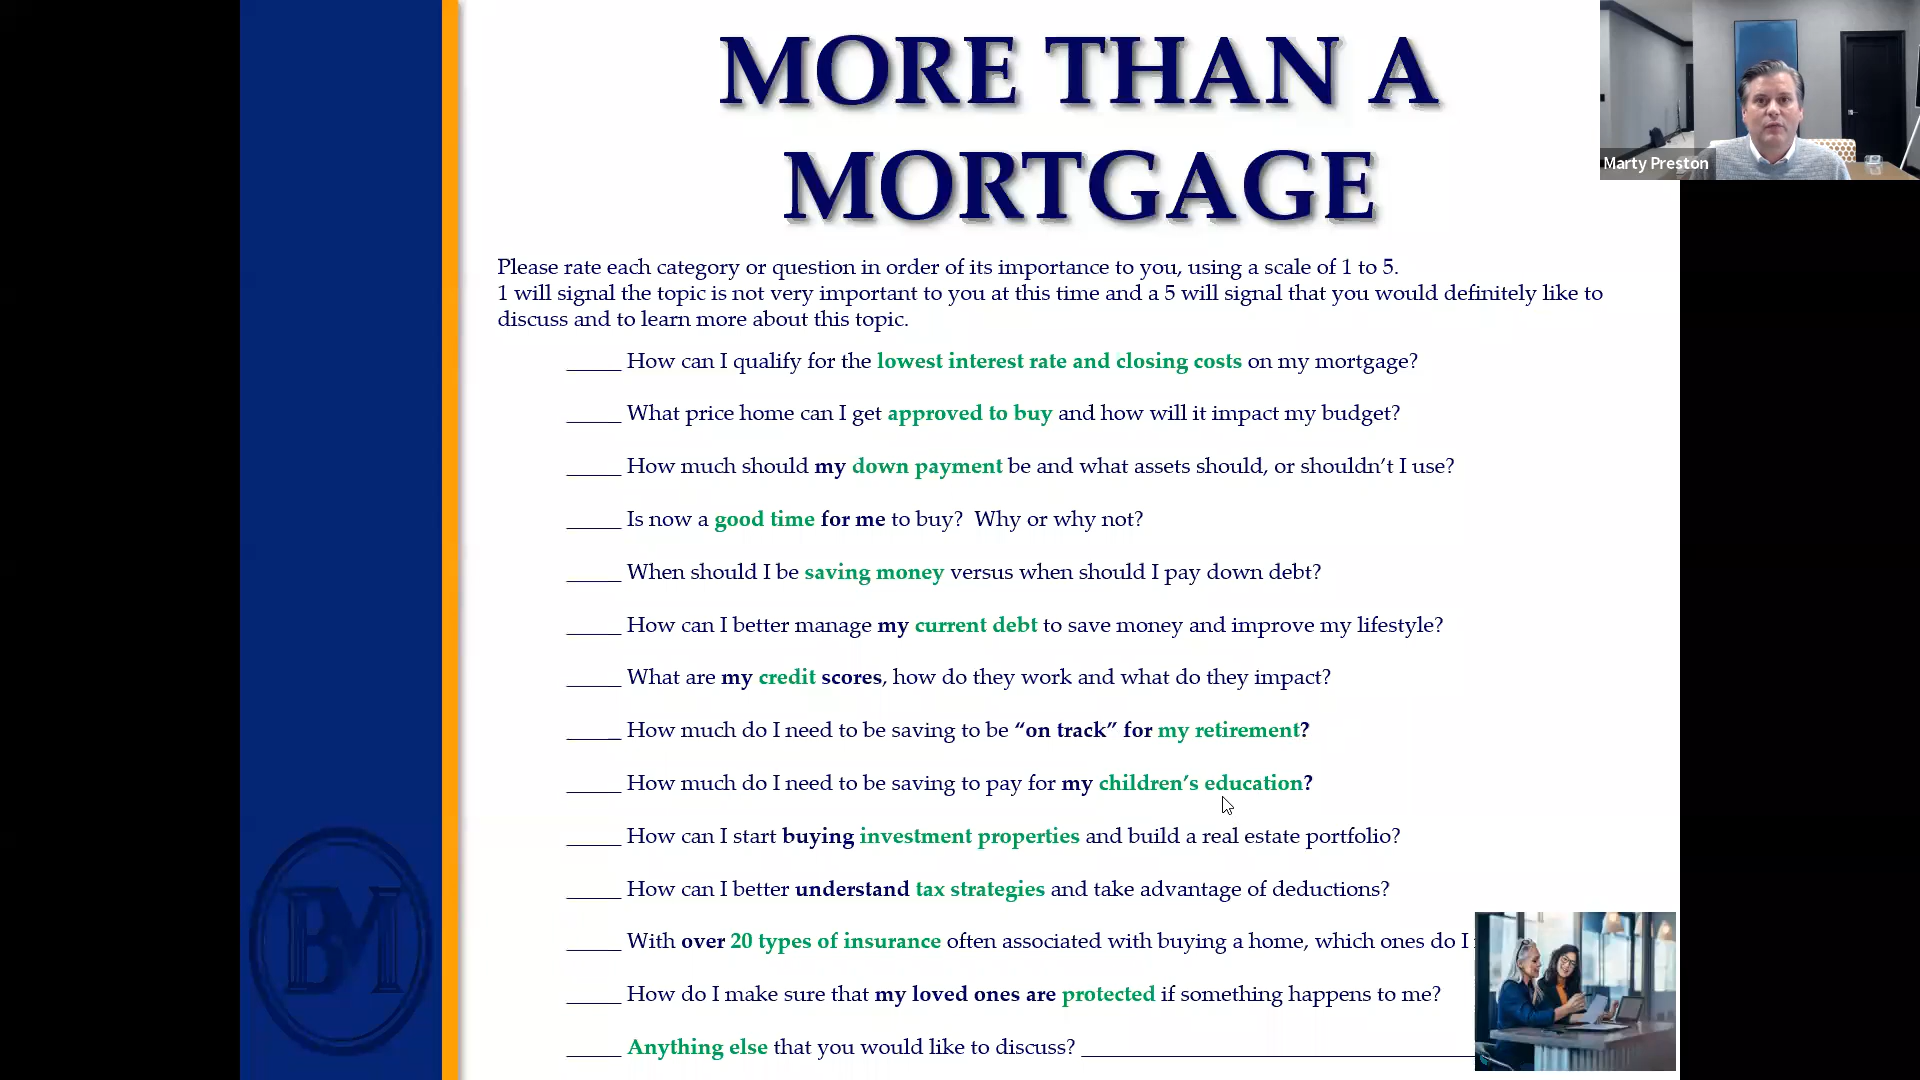 MORE THAN A
MORTGAGE
Marty Preston
Please rate each category or question in order of its importance to you, using a scale of 1 to 5.
1 will signal the topic is not very important to you at this time and a 5 will signal that you would definitely like to
discuss and to learn more about this topic.
_____ How can I qualify for the lowest interest rate and closing costs on my mortgage?
_____ What price home can I get approved to buy and how will it impact my budget?
_____ How much should my down payment be and what assets should, or shouldn’t I use?
_____ Is now a good time for me to buy?  Why or why not?
_____ When should I be saving money versus when should I pay down debt?
_____ How can I better manage my current debt to save money and improve my lifestyle?
_____ What are my credit scores, how do they work and what do they impact?
_____ How much do I need to be saving to be “on track” for my retirement?
_____ How much do I need to be saving to pay for my children’s education?
_____ How can I start buying investment properties and build a real estate portfolio?
_____ How can I better understand tax strategies and take advantage of deductions?
_____ With over 20 types of insurance often associated with buying a home, which ones do I
_____ How do I make sure that my loved ones are protected if something happens to me?
_____ Anything else that you would like to discuss? ____________________________________
BM